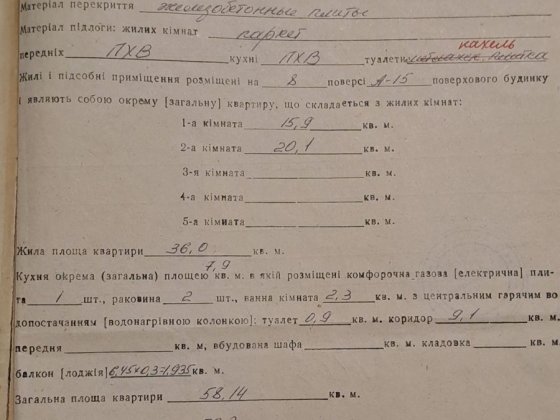 Матеріал перекриття железобетонные плиты
Матеріал підлоги: жилих кімнат паркет
кахель
передніх ПХВ кухні ПХВ туалети
Жилі і підсобні приміщення розміщені на 8 поверсі А-15 поверхового будинку
і являють собою окрему [загальну] квартиру, що складається з жилих кімнат:
1-а кімната 15,9 кв. м.
2-а кімната 20,1 кв. м.
3-я кімната кв. м.
4-а кімната кв. м.
5-а кімната кв. м.
Жила площа квартири 36,0 кв. м.
7,9
Кухня окрема (загальна) площею кв. м. в якій розміщені комфорочна газова [електрична] пли-
та 1 шт., раковина 2 шт., ванна кімната 2,3 кв. м. з центральним гарячим во
допостачанням [водонагрівною колонкою]: туалет 0,9 кв. м. коридор 9,1
передня кв. м, вбудована шафа кв. м. кладовка кв. м.
балкон [лоджія] 6,45х0,3=1,935 кв. м.
Загальна площа квартири 58,14 кв. м.